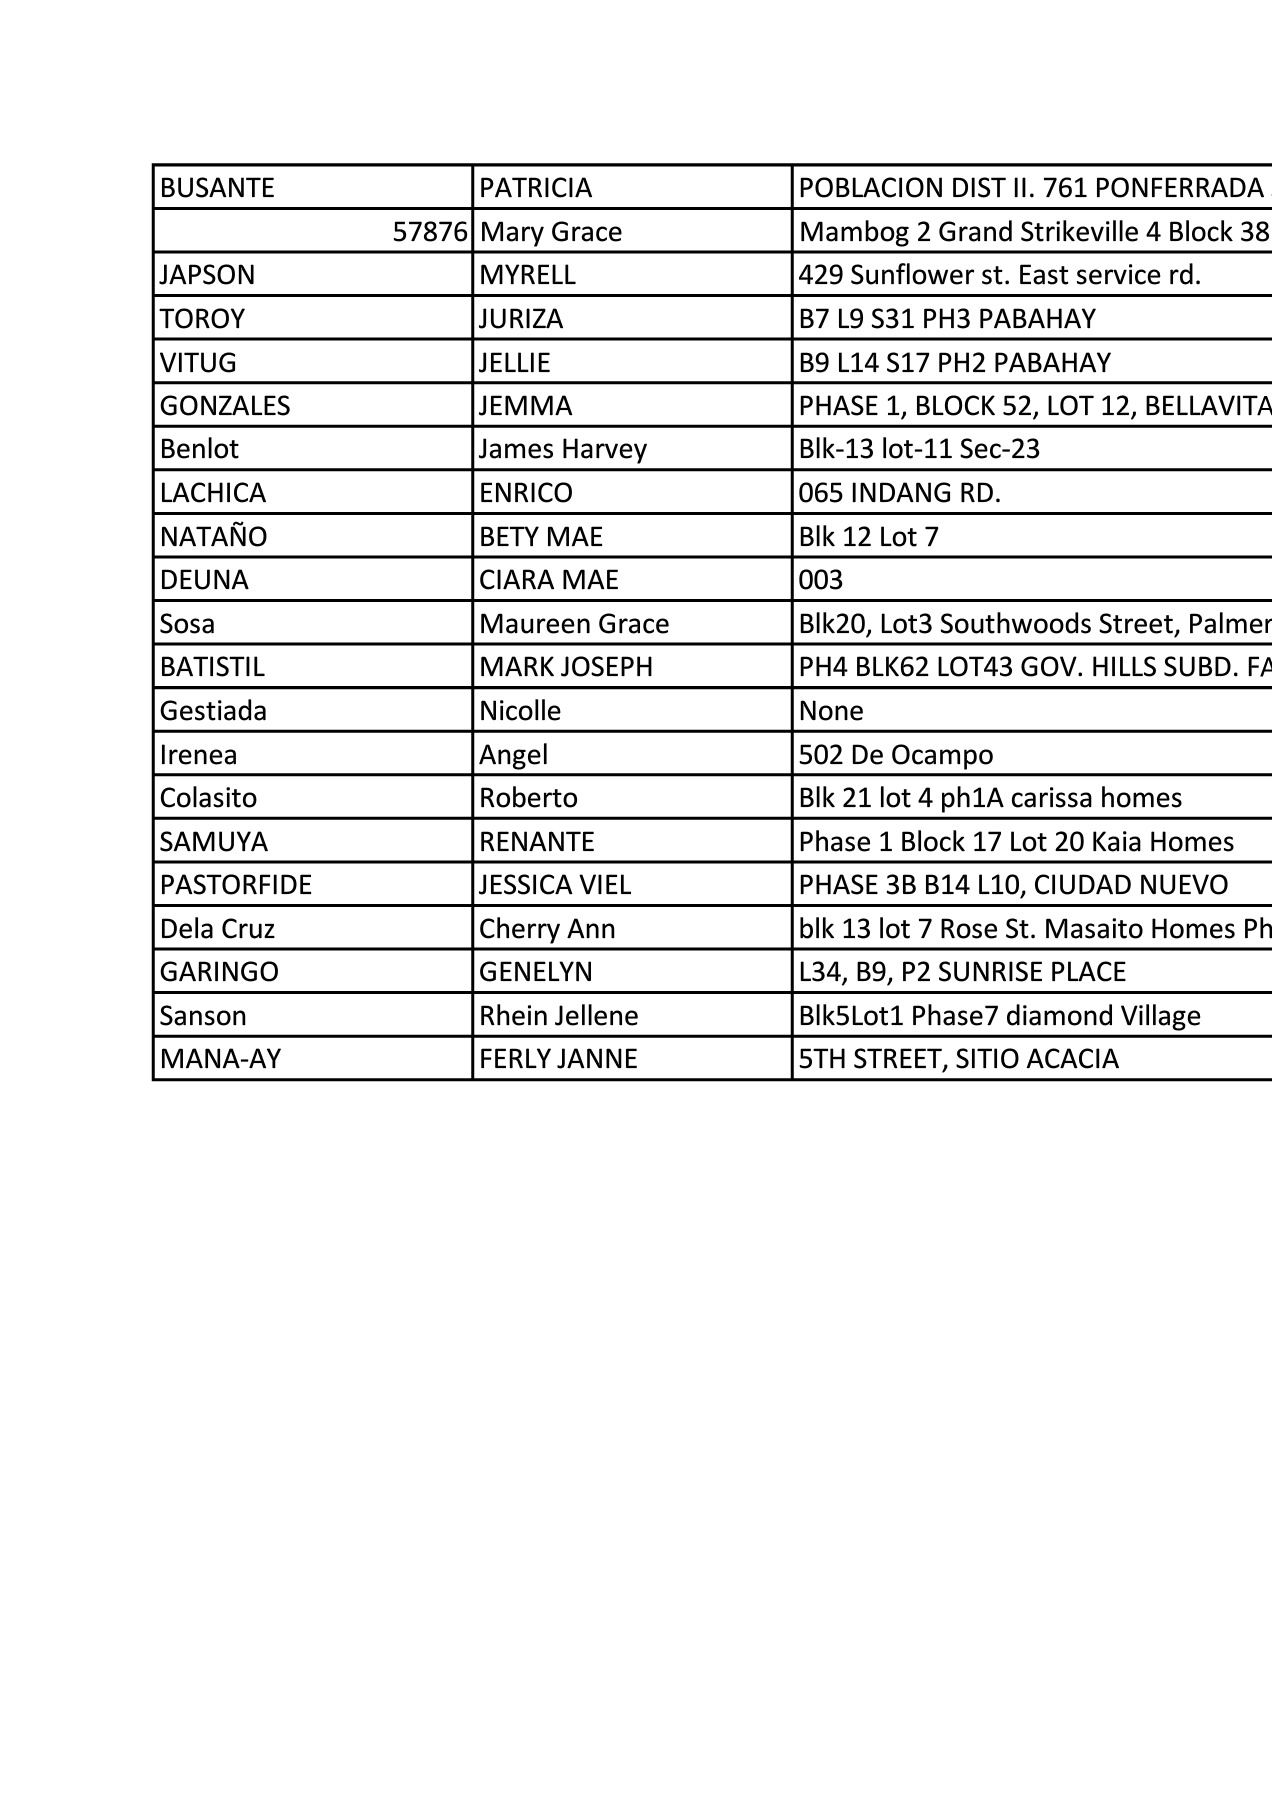 BUSANTE PATRICIA POBLACION DIST II. 761 PONFERRADA
57876 Mary Grace Mambog 2 Grand Strikeville 4 Block 38
JAPSON MYRELL 429 Sunflower st. East service rd.
TOROY JURIZA B7 L9 S31 PH3 PABAHAY
VITUG JELLIE B9 L14 S17 PH2 PABAHAY
GONZALES JEMMA PHASE 1, BLOCK 52, LOT 12, BELLAVITA
Benlot James Harvey Blk-13 lot-11 Sec-23
LACHICA ENRICO 065 INDANG RD.
NATAÑO BETY MAE Blk 12 Lot 7
DEUNA CIARA MAE 003
Sosa Maureen Grace Blk20, Lot3 Southwoods Street, Palmer
BATISTIL MARK JOSEPH PH4 BLK62 LOT43 GOV. HILLS SUBD. FA
Gestiada Nicolle None
Irenea Angel 502 De Ocampo
Colasito Roberto Blk 21 lot 4 ph1A carissa homes
SAMUYA RENANTE Phase 1 Block 17 Lot 20 Kaia Homes
PASTORFIDE JESSICA VIEL PHASE 3B B14 L10, CIUDAD NUEVO
Dela Cruz Cherry Ann blk 13 lot 7 Rose St. Masaito Homes Ph
GARINGO GENELYN L34, B9, P2 SUNRISE PLACE
Sanson Rhein Jellene Blk5Lot1 Phase7 diamond Village
MANA-AY FERLY JANNE 5TH STREET, SITIO ACACIA